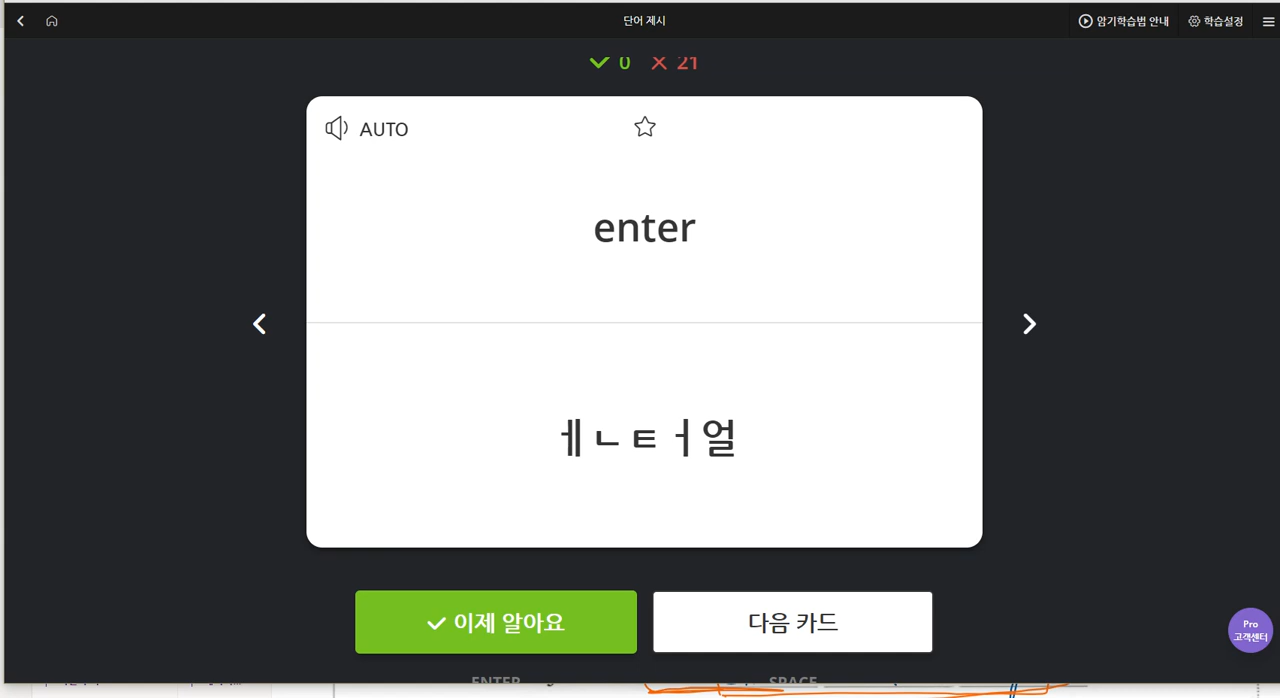 단어 제시
암기학습법 안내
학습설정
0
21
AUTO
enter
ㅔㄴㅌㅓ얼
이제 알아요
다음 카드
Pro
고객센터
ENTER
SPACE